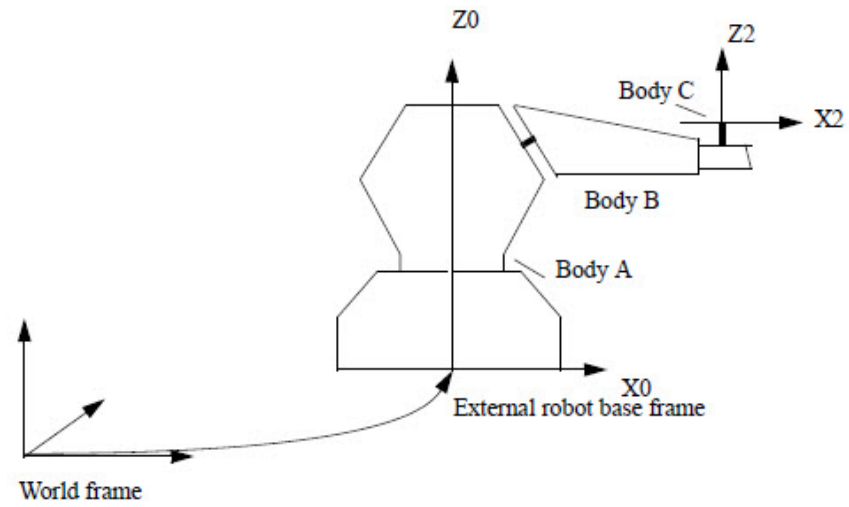 Z0
Z2
Body C
X2
Body B
Body A
X0
External robot base frame
World frame